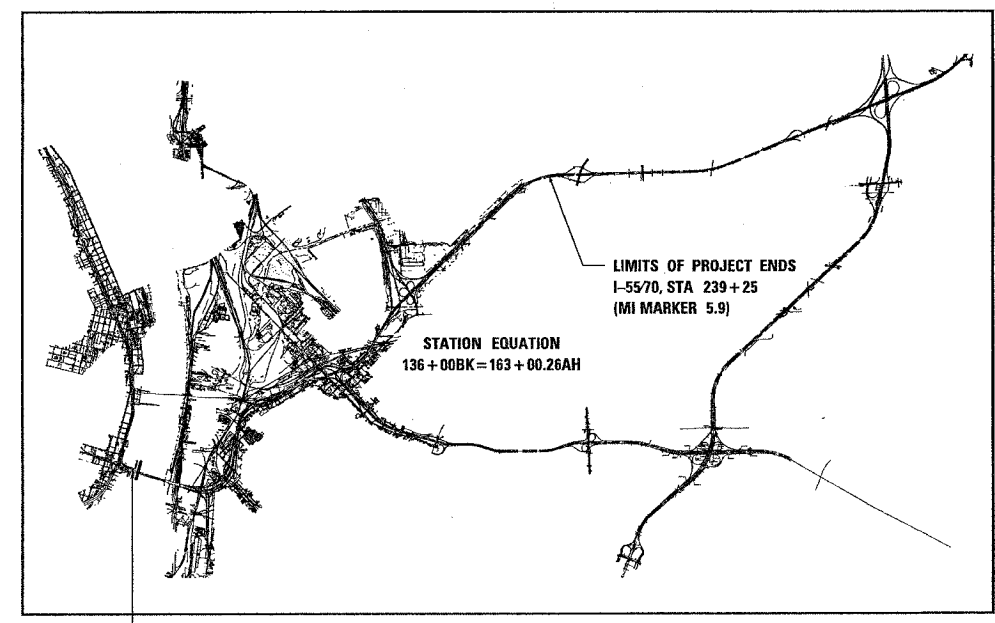 LIMITS OF PROJECT ENDS
I-55/70, STA 239+25
(MI MARKER 5.9)
STATION EQUATION
136+00BK=163+00.26AH